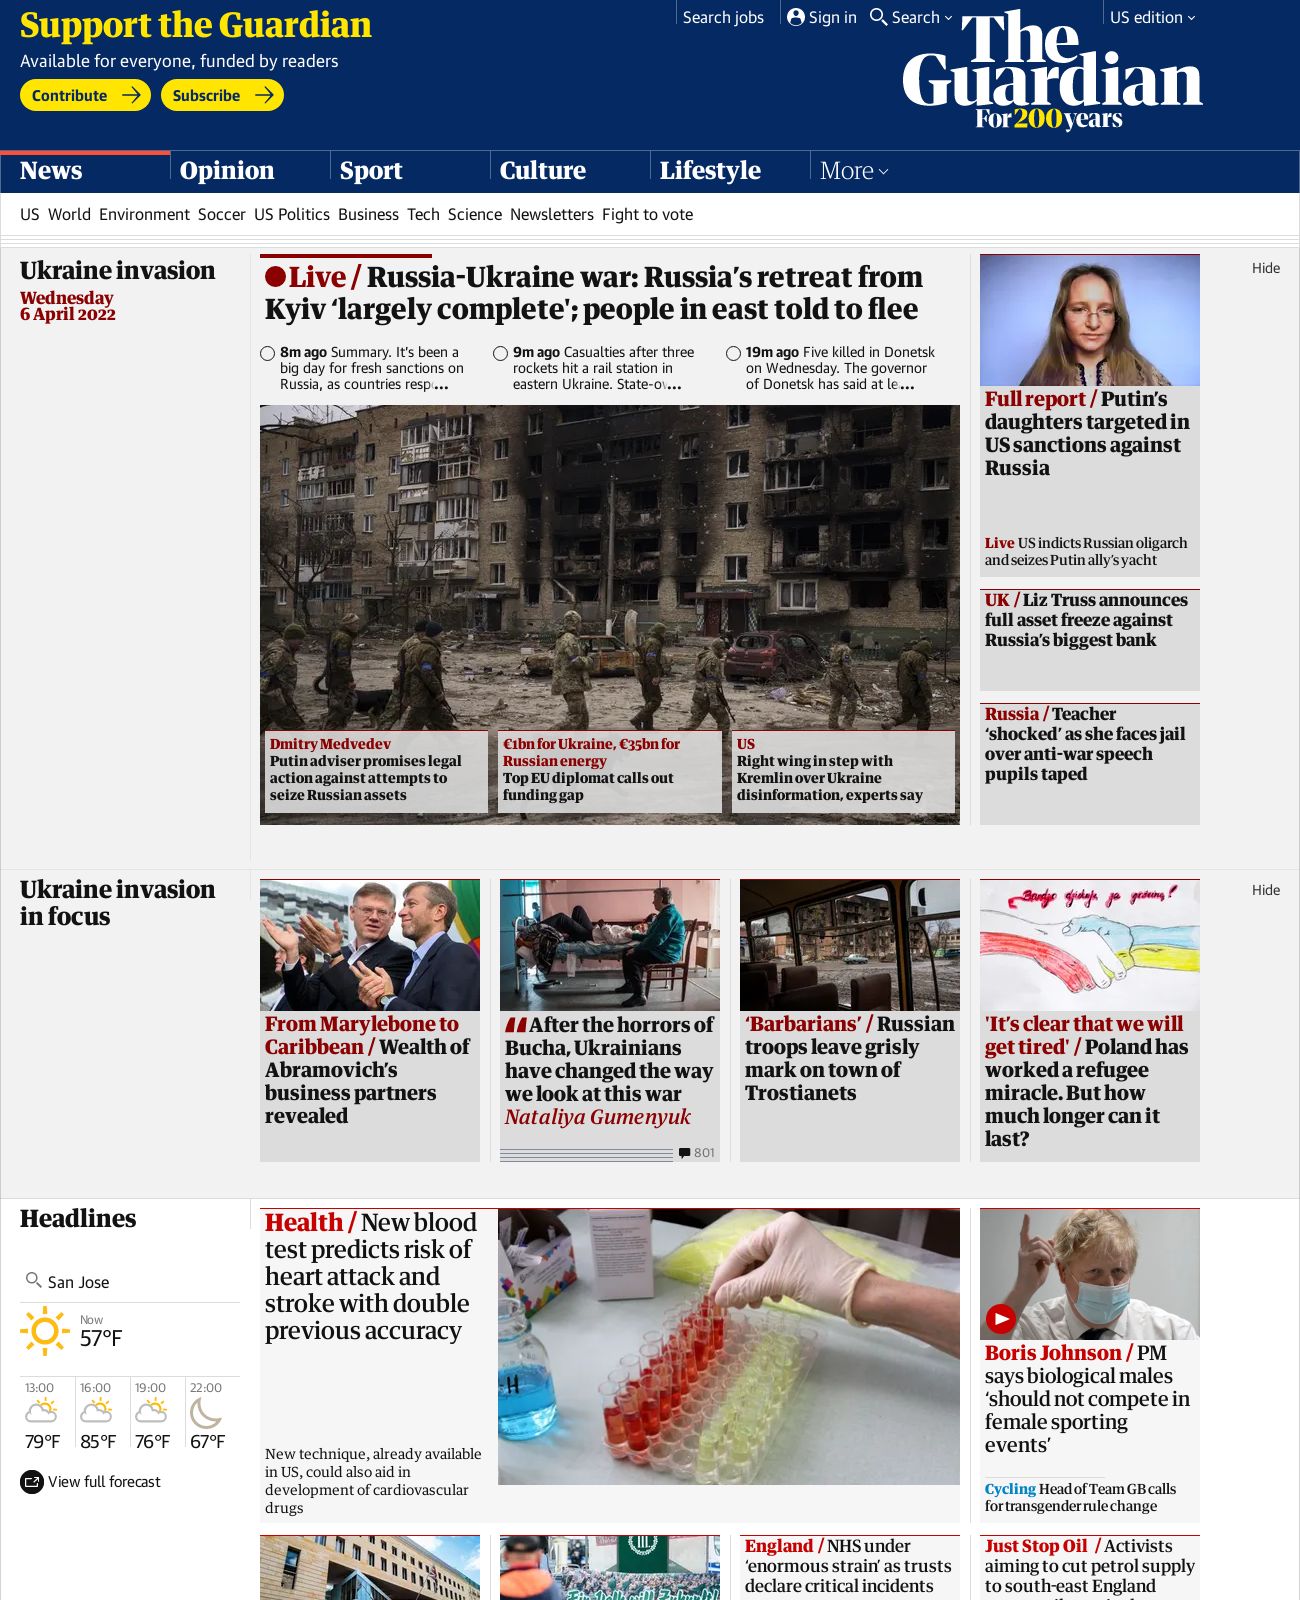 Support the Guardian
Available for everyone, funded by readers
Contribute
Subscribe
Search jobs
Sign in
Search
US edition
The
Guardian
For 200 years
News
Opinion
Sport
Culture
Lifestyle
More
US World Environment Soccer US Politics Business Tech Science Newsletters Fight to vote
Ukraine invasion
Wednesday
6 April 2022
Hide
Live / Russia-Ukraine war: Russia’s retreat from
Kyiv ‘largely complete'; people in east told to flee
8m ago Summary. It’s been a
big day for fresh sanctions on
Russia, as countries resp...
9m ago Casualties after three
rockets hit a rail station in
eastern Ukraine. State-o...
19m ago Five killed in Donetsk
on Wednesday. The governor
of Donetsk has said at le...
Dmitry Medvedev
Putin adviser promises legal
action against attempts to
seize Russian assets
€1bn for Ukraine, €35bn for
Russian energy
Top EU diplomat calls out
funding gap
US
Right wing in step with
Kremlin over Ukraine
disinformation, experts say
Full report / Putin’s
daughters targeted in
US sanctions against
Russia
Live US indicts Russian oligarch
and seizes Putin ally’s yacht
UK / Liz Truss announces
full asset freeze against
Russia’s biggest bank
Russia / Teacher
‘shocked’ as she faces jail
over anti-war speech
pupils taped
Ukraine invasion
in focus
Hide
From Marylebone to
Caribbean / Wealth of
Abramovich’s
business partners
revealed
After the horrors of
Bucha, Ukrainians
have changed the way
we look at this war
Nataliya Gumenyuk
801
‘Barbarians’ / Russian
troops leave grisly
mark on town of
Trostianets
'It’s clear that we will
get tired' / Poland has
worked a refugee
miracle. But how
much longer can it
last?
Headlines
San Jose
Now
57°F
13:00 16:00 19:00 22:00
79°F 85°F 76°F 67°F
View full forecast
Health / New blood
test predicts risk of
heart attack and
stroke with double
previous accuracy
New technique, already available
in US, could also aid in
development of cardiovascular
drugs
Boris Johnson / PM
says biological males
‘should not compete in
female sporting
events’
Cycling Head of Team GB calls
for transgender rule change
England / NHS under
‘enormous strain’ as trusts
declare critical incidents
Just Stop Oil / Activists
aiming to cut petrol supply
to south-east England